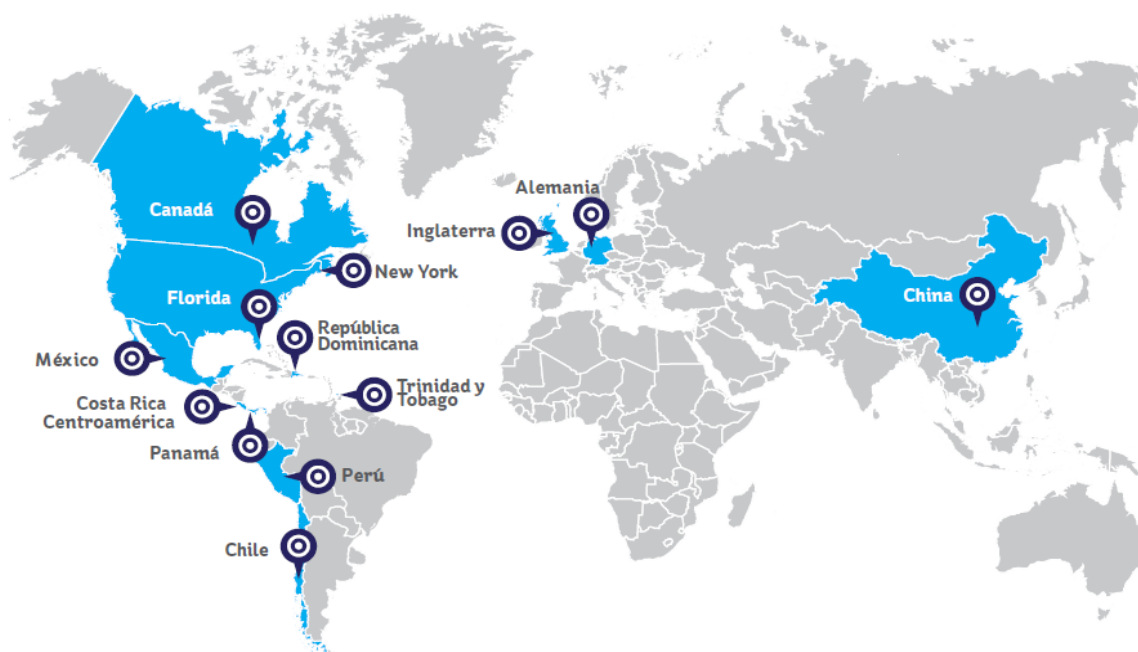 Alemania
Canadá
Inglaterra
New York
Florida
China
República
Dominicana
México
Trinidad y
Tobago
Costa Rica
Centroamérica
Panamá
Perú
Chile